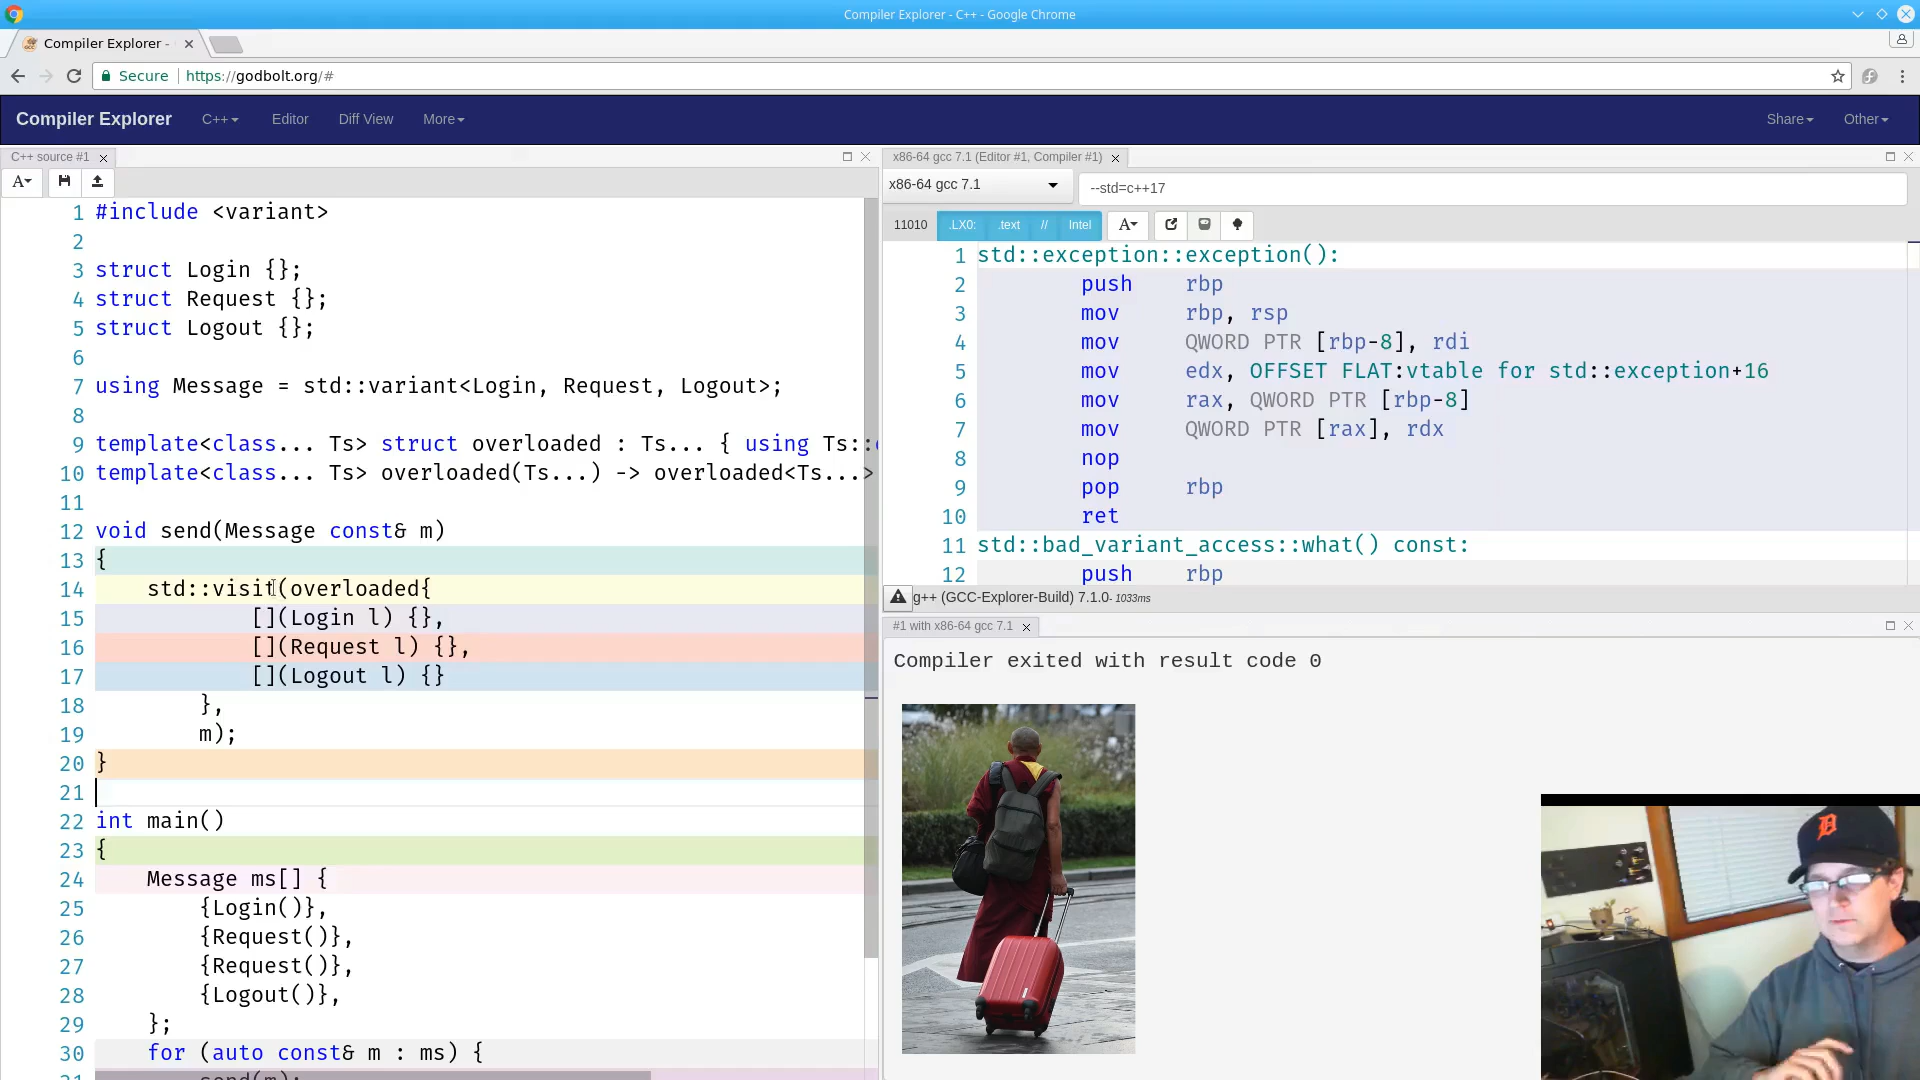 Compiler Explorer - C++ - Google Chrome
Compiler Explorer -
Secure https://godbolt.org/#
Compiler Explorer C++ Editor Diff View More Share Other
C++ source #1
A
1 #include <variant>
2
3 struct Login {};
4 struct Request {};
5 struct Logout {};
6
7 using Message = std::variant<Login, Request, Logout>;
8
9 template<class... Ts> struct overloaded : Ts... { using Ts::
10 template<class... Ts> overloaded(Ts...) -> overloaded<Ts...>
11
12 void send(Message const& m)
13 {
14 std::visit(overloaded{
15 [](Login l) {},
16 [](Request l) {},
17 [](Logout l) {}
18 },
19 m);
20 }
21
22 int main()
23 {
24 Message ms[] {
25 {Login()},
26 {Request()},
27 {Request()},
28 {Logout()},
29 };
30 for (auto const& m : ms) {
send(m);
x86-64 gcc 7.1 (Editor #1, Compiler #1)
x86-64 gcc 7.1 --std=c++17
11010 .LX0: .text // Intel A
1 std::exception::exception():
2 push rbp
3 mov rbp, rsp
4 mov QWORD PTR [rbp-8], rdi
5 mov edx, OFFSET FLAT:vtable for std::exception+16
6 mov rax, QWORD PTR [rbp-8]
7 mov QWORD PTR [rax], rdx
8 nop
9 pop rbp
10 ret
11 std::bad_variant_access::what() const:
12 push rbp
g++ (GCC-Explorer-Build) 7.1.0 - 1033ms
#1 with x86-64 gcc 7.1
Compiler exited with result code 0